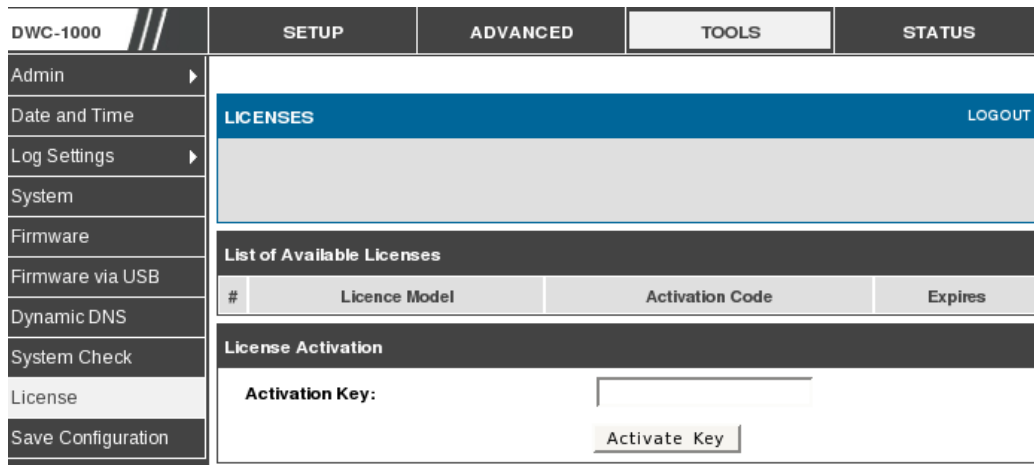 DWC-1000
SETUP
ADVANCED
TOOLS
STATUS
Admin
Date and Time
Log Settings
System
Firmware
Firmware via USB
Dynamic DNS
System Check
License
Save Configuration
LICENSES
LOGOUT
List of Available Licenses
# Licence Model Activation Code Expires
License Activation
Activation Key:
Activate Key